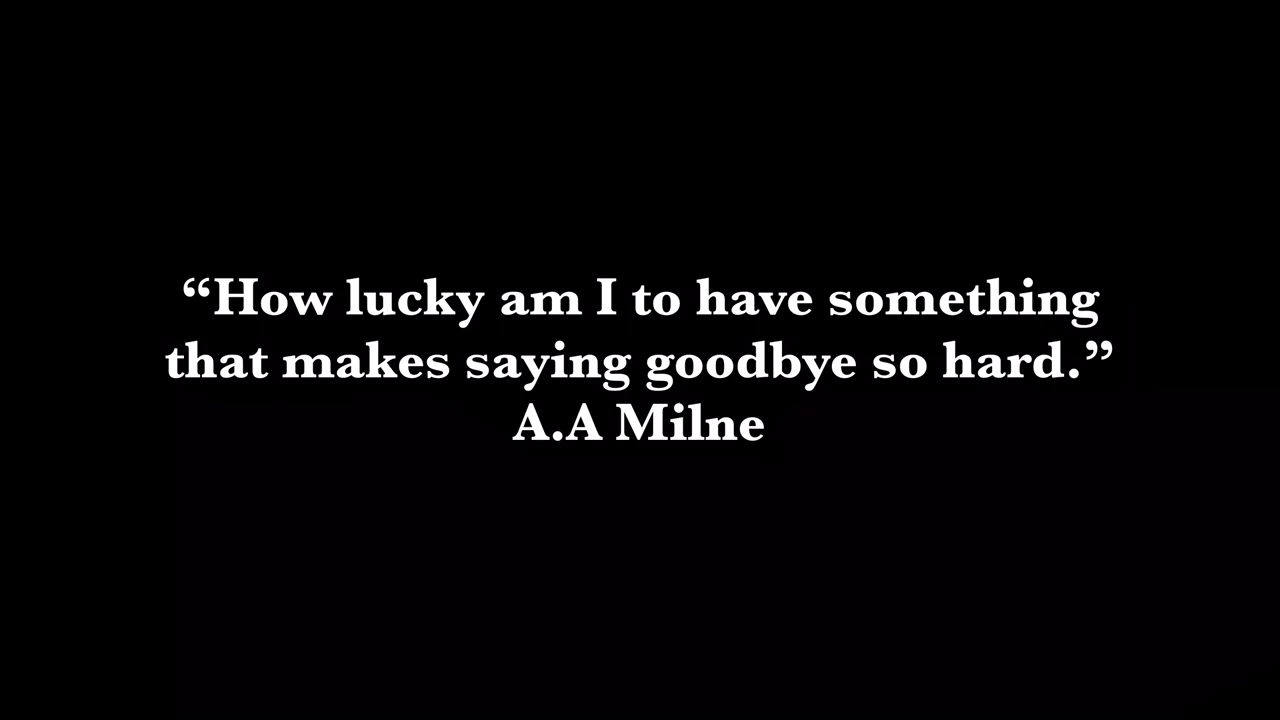 “How lucky am I to have something
that makes saying goodbye so hard.”
A.A Milne